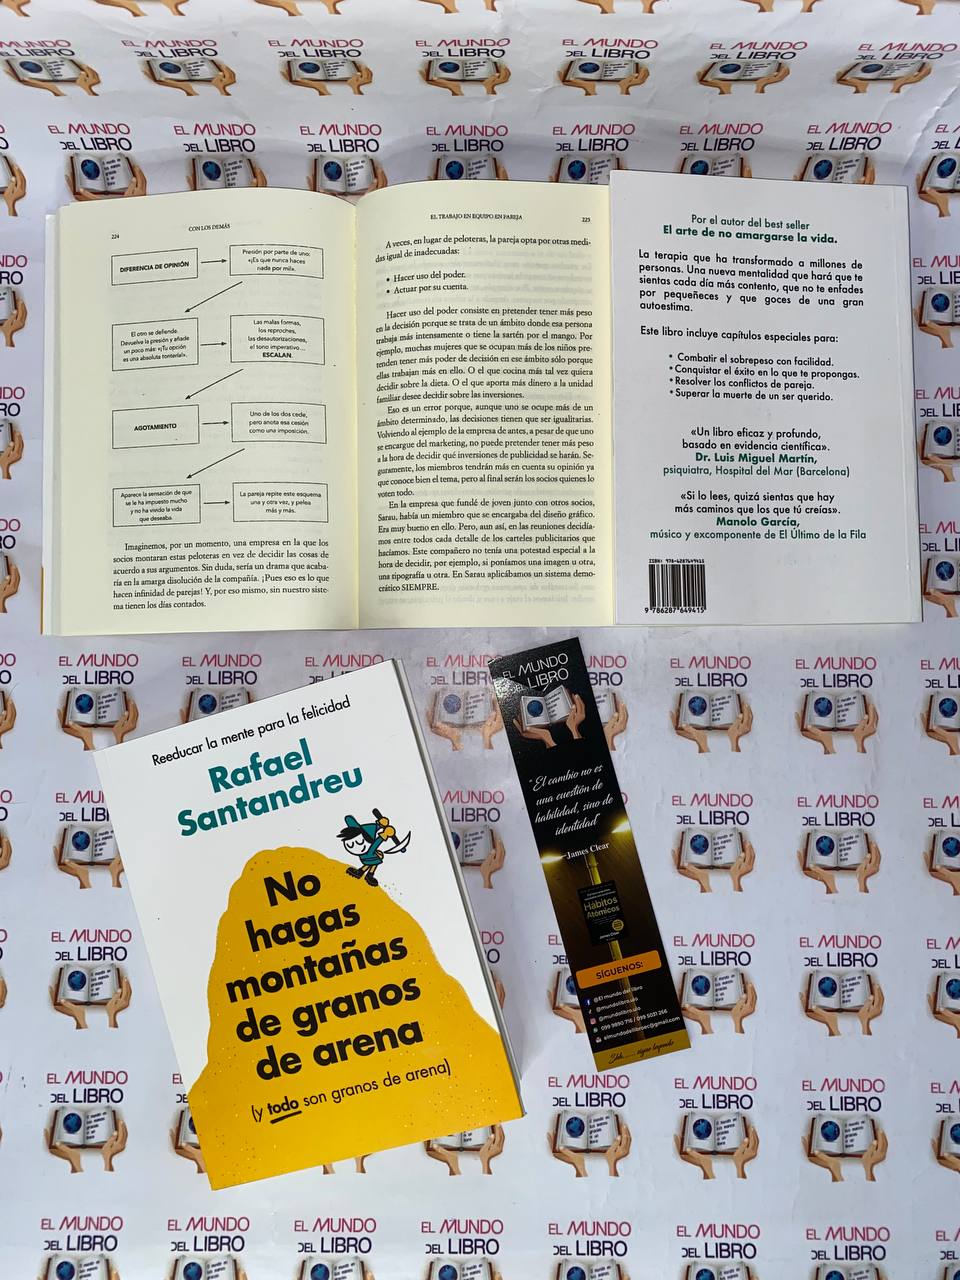 EL MUNDO
DEL LIBRO
224
CON LOS DEMÁS
DIFERENCIA DE OPINIÓN
Presión por parte de uno:
«¡Es que nunca haces
nada por mí!».
El otro se defiende.
Devuelve la presión y añade
un poco más: «¡Tu opción
es una absoluta tontería!».
Las malas formas,
los reproches,
las desautorizaciones,
el tono imperativo...
ESCALAN.
AGOTAMIENTO
Uno de los dos cede,
pero anota esa cesión
como una imposición.
Aparece la sensación de que
se le ha impuesto mucho
y no ha vivido la vida
que deseaba.
La pareja repite este esquema
una y otra vez, y pelea
más y más.
Imaginemos, por un momento, una empresa en la que los
socios montaran estas peloteras en vez de decidir las cosas de
acuerdo a sus argumentos. Sin duda, sería un drama que acaba-
ría en la amarga disolución de la compañía. ¡Pues eso es lo que
hacen infinidad de parejas! Y, por eso mismo, sin nuestro siste-
ma tienen los días contados.
EL TRABAJO EN EQUIPO EN PAREJA
225
A veces, en lugar de peloteras, la pareja opta por otras medi-
das igual de inadecuadas:
• Hacer uso del poder.
• Actuar por su cuenta.
Hacer uso del poder consiste en pretender tener más peso
en la decisión porque se trata de un ámbito donde esa persona
trabaja más intensamente o tiene la sartén por el mango. Por
ejemplo, muchas mujeres que se ocupan más de los niños pre-
tenden tener más poder de decisión en ese ámbito sólo porque
ellas trabajan más en ello. O el que cocina más tal vez quiera
decidir sobre la dieta. O el que aporta más dinero a la unidad
familiar desee decidir sobre las inversiones.
Eso es un error porque, aunque uno se ocupe más de un
ámbito determinado, las decisiones tienen que ser igualitarias.
Volviendo al ejemplo de la empresa de antes, a pesar de que uno
se encargue del marketing, no puede pretender tener más peso
a la hora de decidir qué inversiones de publicidad se harán. Se-
guramente, los miembros tendrán más en cuenta su opinión ya
que conoce bien el tema, pero al final serán los socios quienes lo
voten todo.
En la empresa que fundé de joven junto con otros socios,
Sarau, había un miembro que se encargaba del diseño gráfico.
Era muy bueno en ello. Pero, aun así, en las reuniones decidía-
mos entre todos cada detalle de los carteles publicitarios que
hacíamos. Este compañero no tenía una potestad especial a la
hora de decidir, por ejemplo, si poníamos una imagen u otra,
una tipografía u otra. En Sarau aplicábamos un sistema demo-
crático SIEMPRE.
Por el autor del best seller
El arte de no amargarse la vida.
La terapia que ha transformado a millones de
personas. Una nueva mentalidad que hará que te
sientas cada día más contento, que no te enfades
por pequeñeces y que goces de una gran
autoestima.
Este libro incluye capítulos especiales para:
• Combatir el sobrepeso con facilidad.
• Conquistar el éxito en lo que te propongas.
• Resolver los conflictos de pareja.
• Superar la muerte de un ser querido.
«Un libro eficaz y profundo,
basado en evidencia científica».
Dr. Luis Miguel Martín,
psiquiatra, Hospital del Mar (Barcelona)
«Si lo lees, quizá sientas que hay
más caminos que los que tú creías».
Manolo García,
músico y excomponente de El Último de la Fila
ISBN: 978-6287649415
9 786287 649415
Reeducar la mente para la felicidad
Rafael
Santandreu
No
hagas
montañas
de granos
de arena
(y todo son granos de arena)
EL MUNDO
DEL LIBRO
"El cambio no es
una cuestión de
habilidad, sino de
identidad"
-James Clear
Hábitos
Atómicos
James Clear
SÍGUENOS:
@El mundo del libro
@mundolibro.uio
@mundolibro.uio
099 9890 716 / 099 5031 266
elmundodellibroec@gmail.com